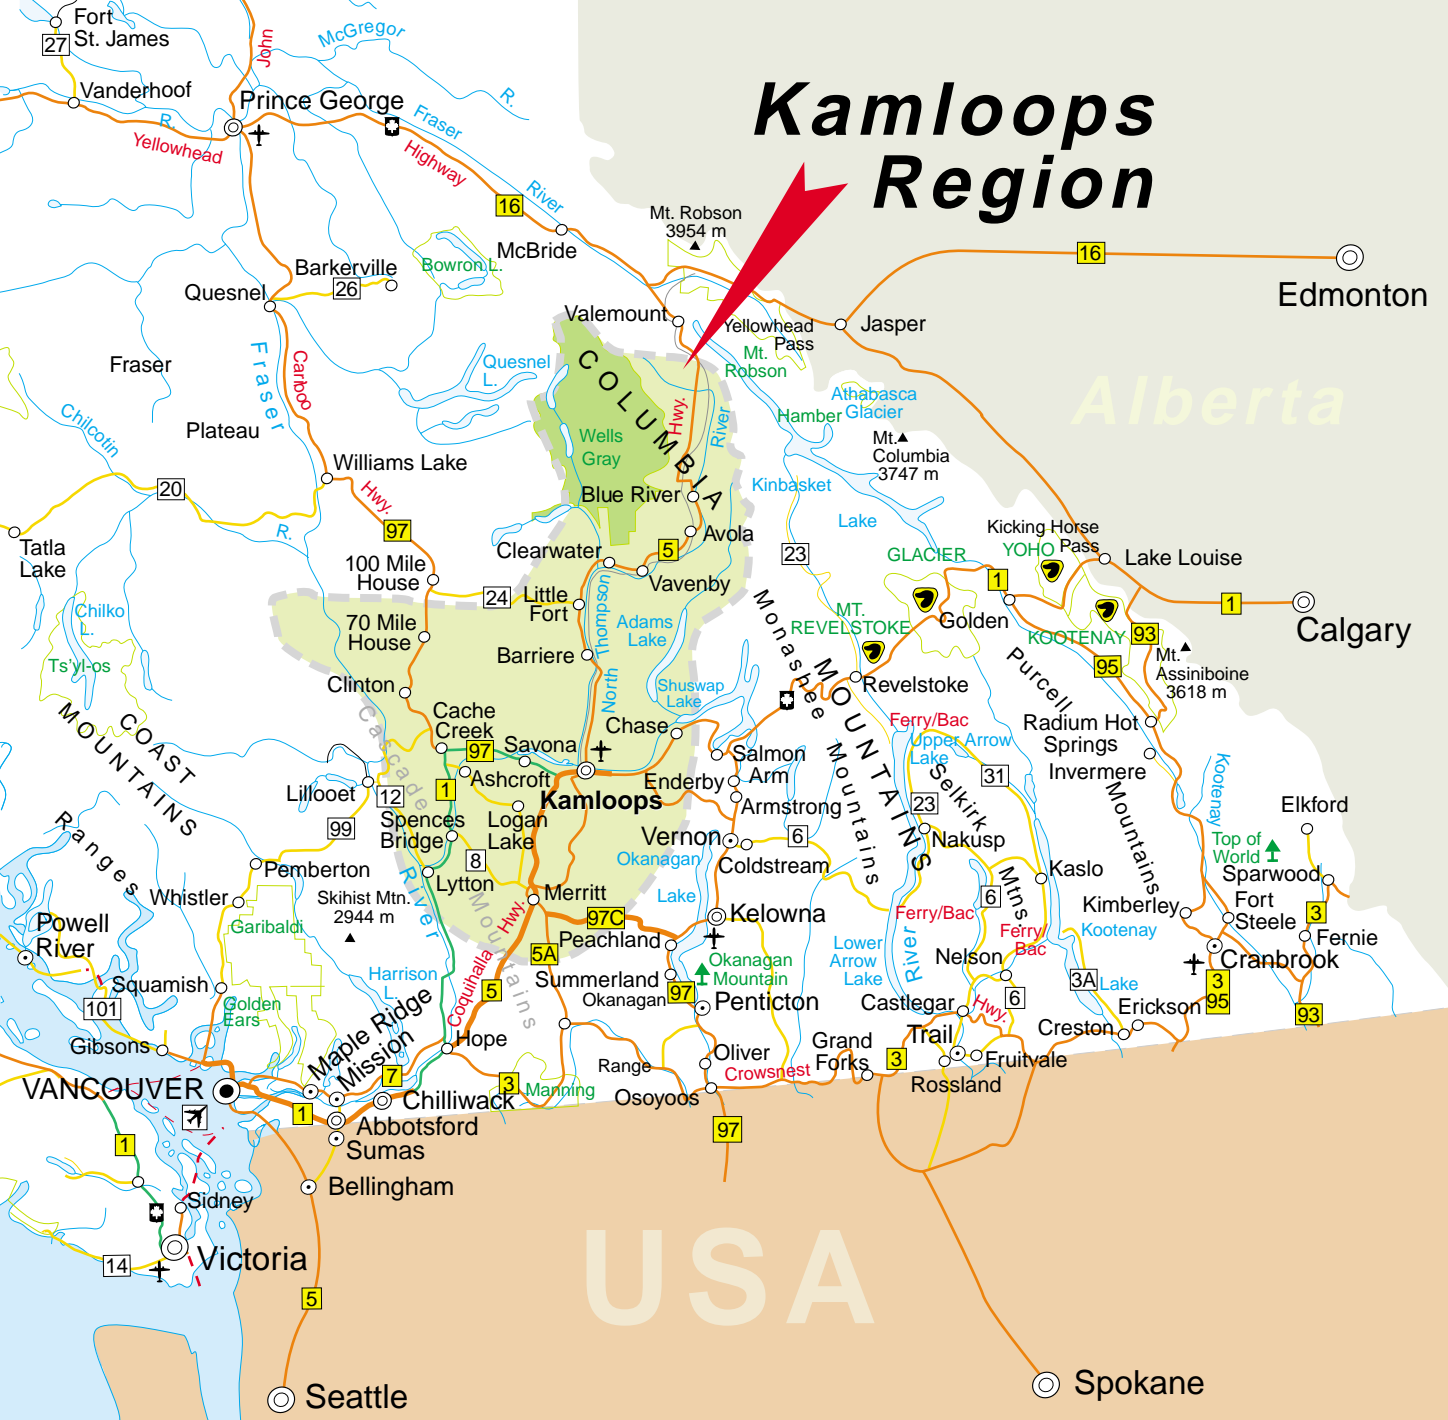 Kamloops
Region
Fort
St. James
27
Vanderhoof
John
McGregor
R.
Prince George
R.
Yellowhead
Fraser
Highway
River
16
McBride
Mt. Robson
3954 m
16
Edmonton
Barkerville
26
Bowron L.
Quesnel
Valemount
Yellowhead
Pass
Jasper
Mt.
Robson
Alberta
Fraser
Fraser
Cariboo
Quesnel
L.
COLUMBIA
Athabasca
Glacier
Hamber
Hwy.
River
Chilcotin
Plateau
Wells
Gray
Mt.
Columbia
3747 m
Williams Lake
20
Hwy.
97
R.
Blue River
Kinbasket
Lake
Avola
5
Kicking Horse
Pass
YOHO
Lake Louise
GLACIER
23
1
Tatla
Lake
Clearwater
Vavenby
100 Mile
House
24
Little
Fort
1
Calgary
Golden
KOOTENAY
93
95
Mt.
Assiniboine
3618 m
Chilko
L.
Ts'yl-os
70 Mile
House
Thompson
North
Adams
Lake
Monashee
Mountains
MT.
REVELSTOKE
Barriere
Purcell
Mountains
Clinton
Shuswap
Lake
MOUNTAINS
Revelstoke
COAST
MOUNTAINS
Cascade
Mountains
Cache
Creek
97
Savona
Chase
Ferry/Bac
Upper Arrow
Lake
Radium Hot
Springs
Invermere
Salmon
Arm
Selkirk
Mtns.
31
Kootenay
Lillooet
12
1
Ashcroft
Kamloops
Enderby
Armstrong
23
Elkford
Ranges
99
Spences
Bridge
Logan
Lake
Vernon
6
Nakusp
Top of
World
Coldstream
Okanagan
Lake
Pemberton
8
Lytton
Kaslo
Sparwood
Whistler
Skihist Mtn.
2944 m
River
Merritt
6
Kimberley
Fort
Steele
3
Powell
River
Garibaldi
Hwy.
97C
Kelowna
Ferry/Bac
Ferry/
Bac
Kootenay
Lake
Fernie
Peachland
5A
Lower
Arrow
Lake
River
Nelson
Cranbrook
Squamish
Harrison
L.
Coquihalla
5
Summerland
Okanagan
97
Okanagan
Mountain
3A
3
95
101
Golden
Ears
Penticton
Castlegar
Hwy.
6
Erickson
93
Gibsons
Maple Ridge
Mission
Hope
Trail
Creston
Oliver
Grand
Forks
3
Fruitvale
Range
Crowsnest
VANCOUVER
7
3
Manning
Rossland
Chilliwack
Osoyoos
1
Abbotsford
97
1
Sumas
Bellingham
Sidney
USA
14
Victoria
5
Seattle
Spokane